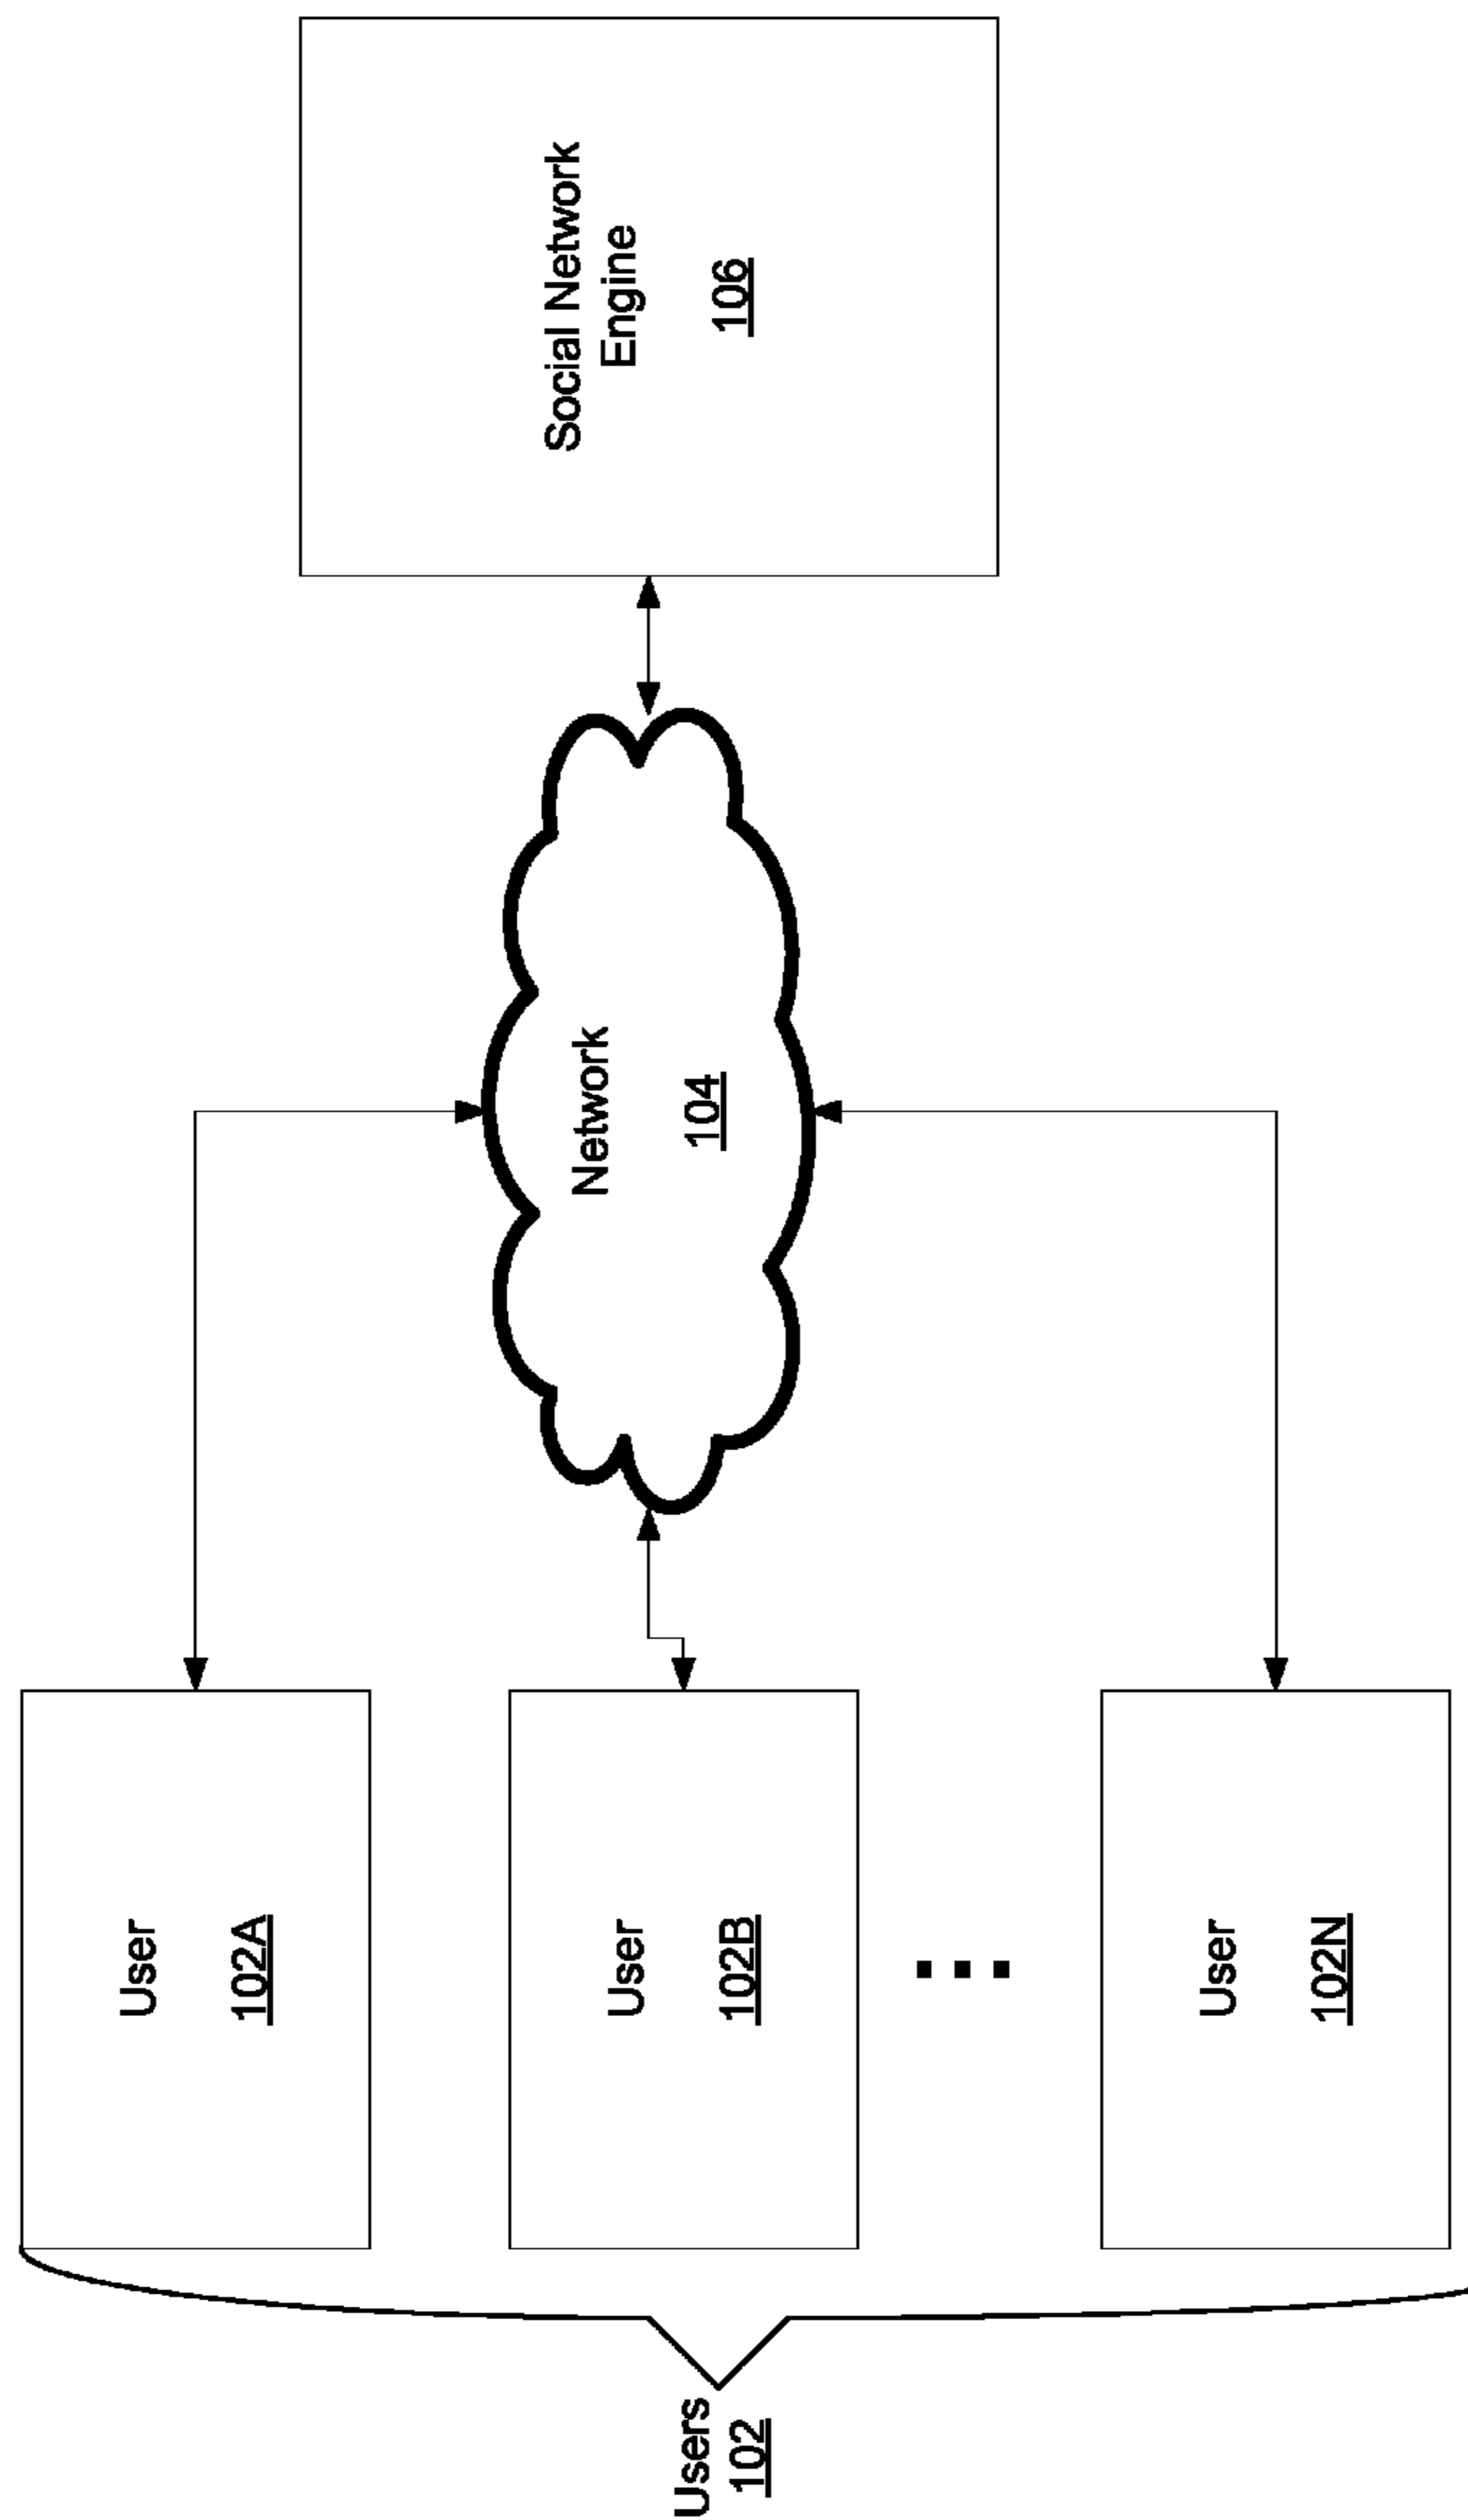 Users
102
User
102A
User
102B
User
102N
Network
104
Social Network
Engine
106